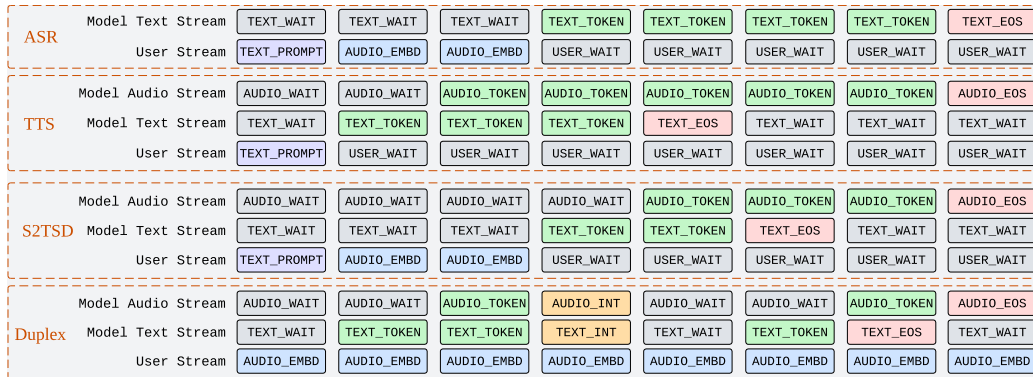 ASR
Model Text Stream TEXT_WAIT TEXT_WAIT TEXT_WAIT TEXT_TOKEN TEXT_TOKEN TEXT_TOKEN TEXT_TOKEN TEXT_EOS
User Stream TEXT_PROMPT AUDIO_EMBD AUDIO_EMBD USER_WAIT USER_WAIT USER_WAIT USER_WAIT USER_WAIT
TTS
Model Audio Stream AUDIO_WAIT AUDIO_WAIT AUDIO_TOKEN AUDIO_TOKEN AUDIO_TOKEN AUDIO_TOKEN AUDIO_TOKEN AUDIO_EOS
Model Text Stream TEXT_WAIT TEXT_TOKEN TEXT_TOKEN TEXT_TOKEN TEXT_EOS TEXT_WAIT TEXT_WAIT TEXT_WAIT
User Stream TEXT_PROMPT USER_WAIT USER_WAIT USER_WAIT USER_WAIT USER_WAIT USER_WAIT USER_WAIT
S2TSD
Model Audio Stream AUDIO_WAIT AUDIO_WAIT AUDIO_WAIT AUDIO_WAIT AUDIO_TOKEN AUDIO_TOKEN AUDIO_TOKEN AUDIO_EOS
Model Text Stream TEXT_WAIT TEXT_WAIT TEXT_WAIT TEXT_TOKEN TEXT_TOKEN TEXT_EOS TEXT_WAIT TEXT_WAIT
User Stream TEXT_PROMPT AUDIO_EMBD AUDIO_EMBD USER_WAIT USER_WAIT USER_WAIT USER_WAIT USER_WAIT
Duplex
Model Audio Stream AUDIO_WAIT AUDIO_WAIT AUDIO_TOKEN AUDIO_INT AUDIO_WAIT AUDIO_WAIT AUDIO_TOKEN AUDIO_EOS
Model Text Stream TEXT_WAIT TEXT_TOKEN TEXT_TOKEN TEXT_INT TEXT_WAIT TEXT_TOKEN TEXT_EOS TEXT_WAIT
User Stream AUDIO_EMBD AUDIO_EMBD AUDIO_EMBD AUDIO_EMBD AUDIO_EMBD AUDIO_EMBD AUDIO_EMBD AUDIO_EMBD